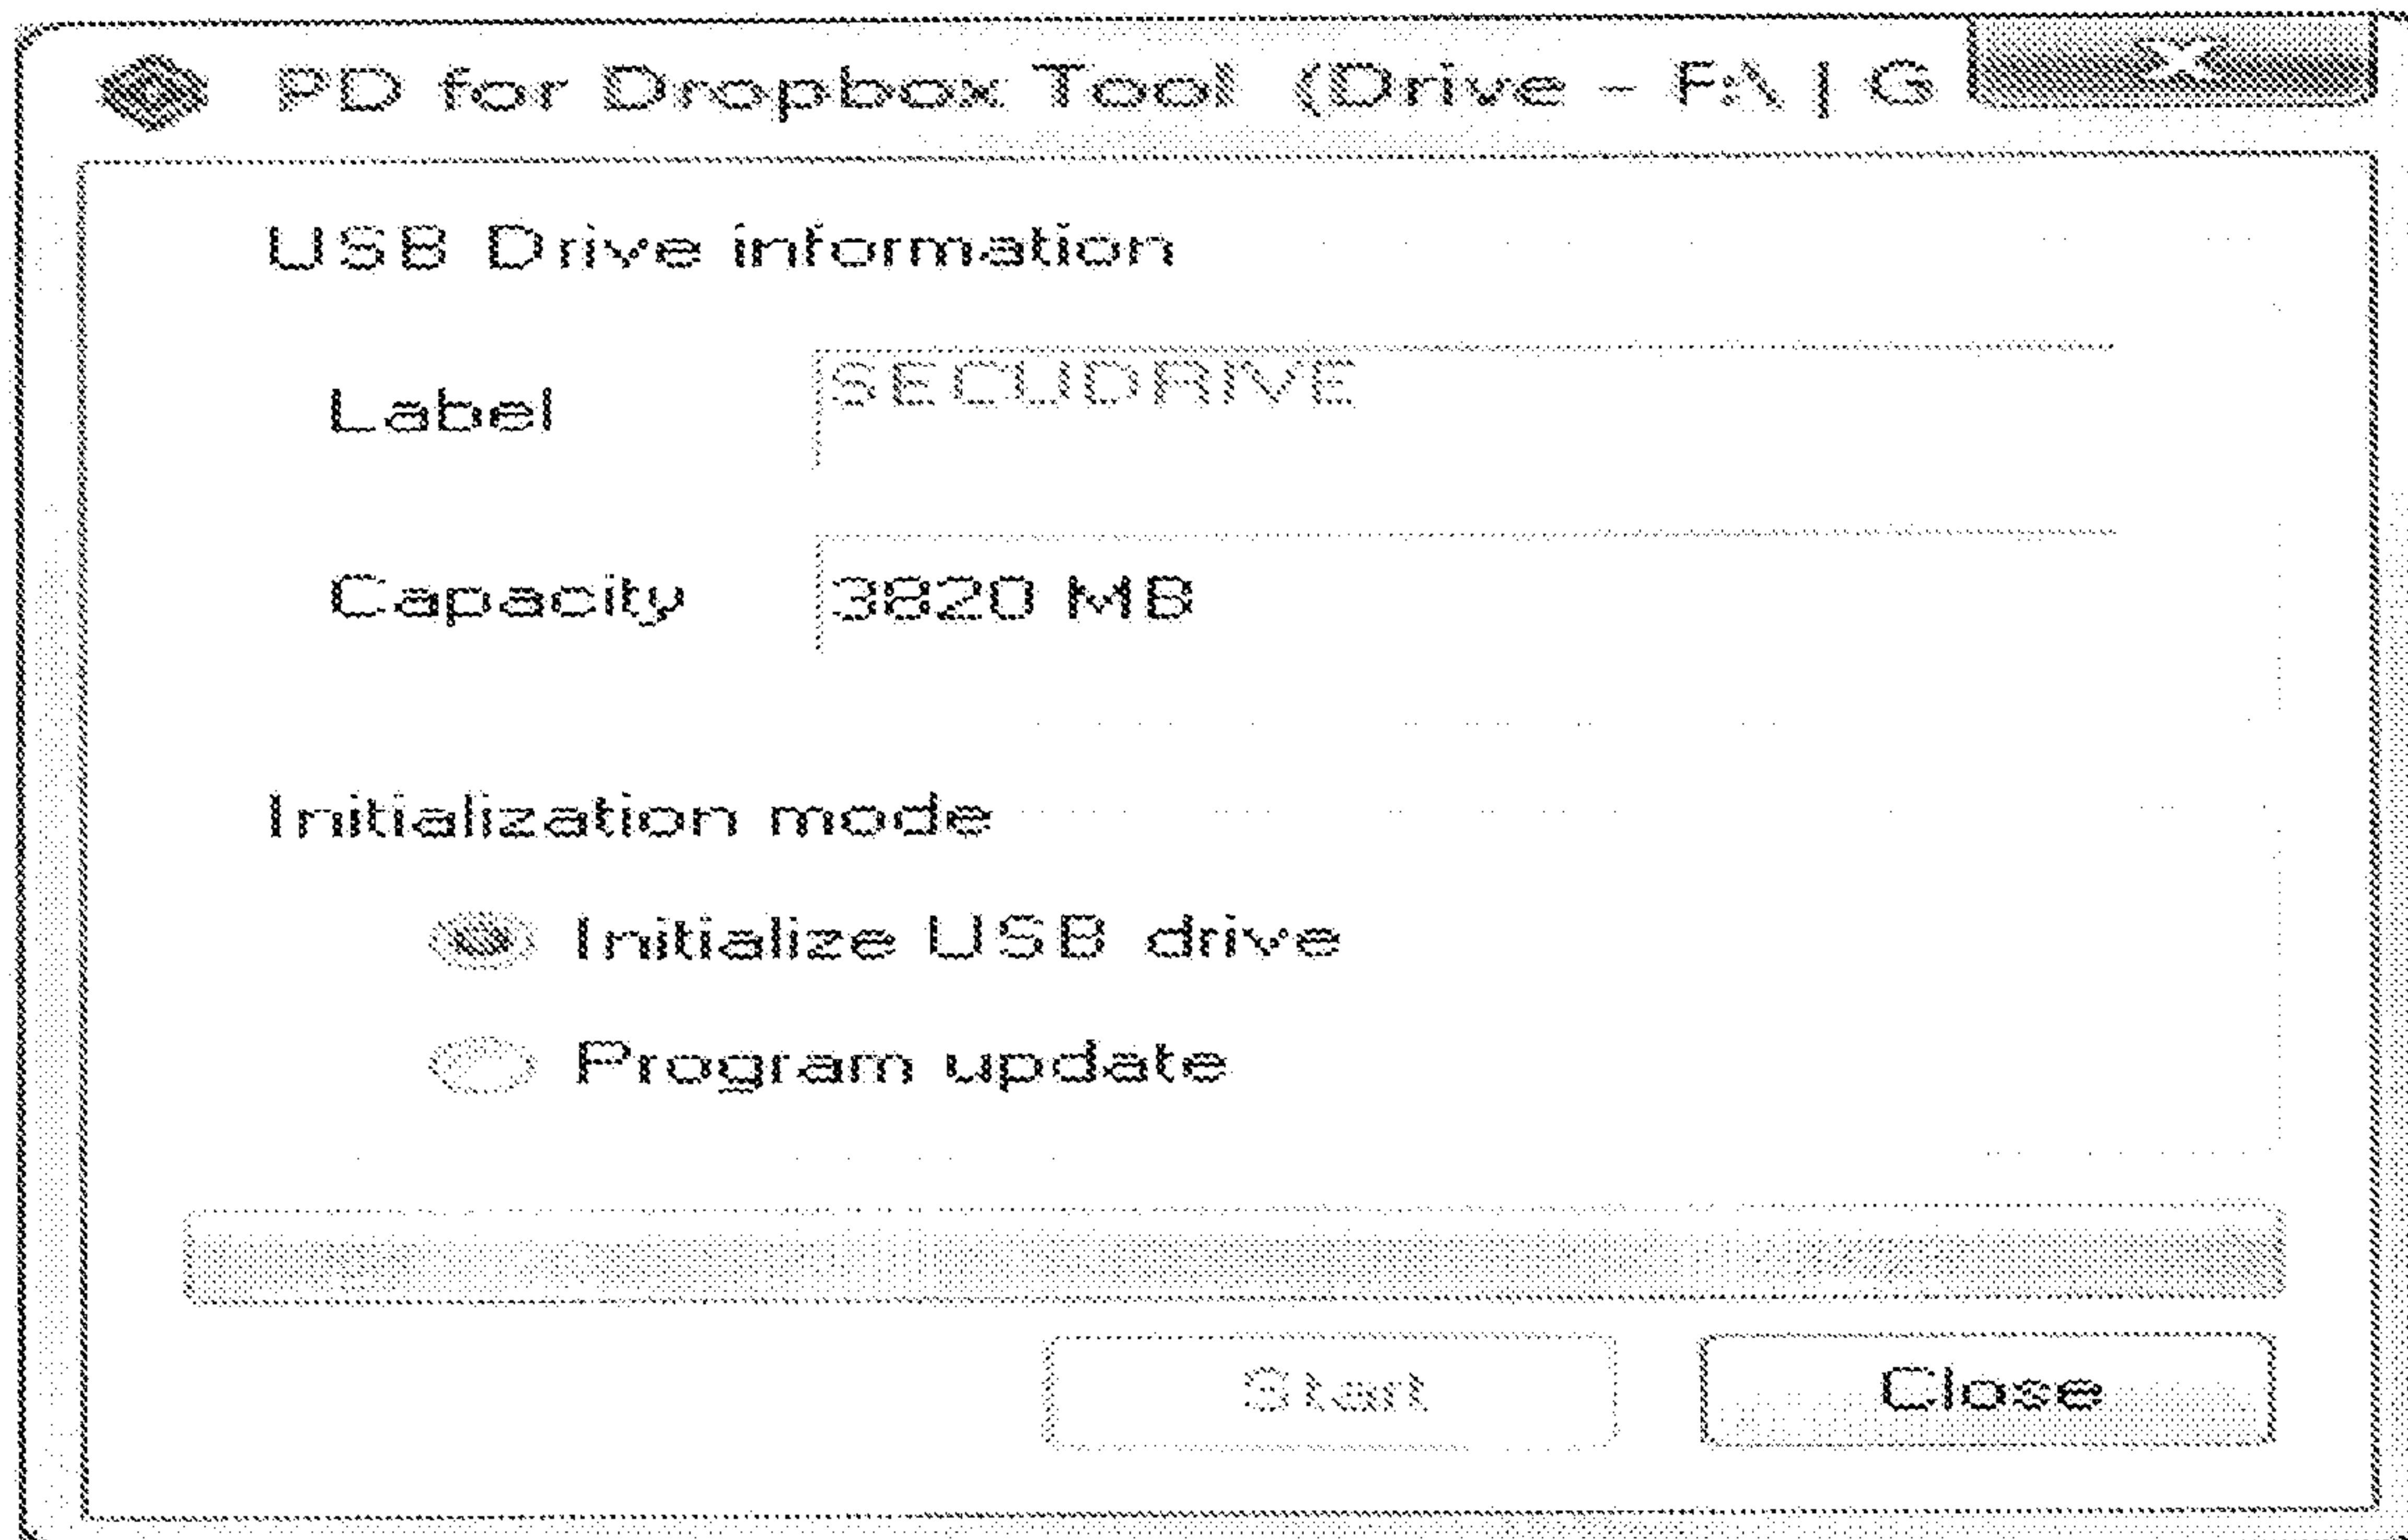 PD for Dropbox Tool (Drive - F:\ | G
USB Drive information
Label SECUDRIVE
Capacity 3820 MB
Initialization mode
Initialize USB drive
Program update
Start Close